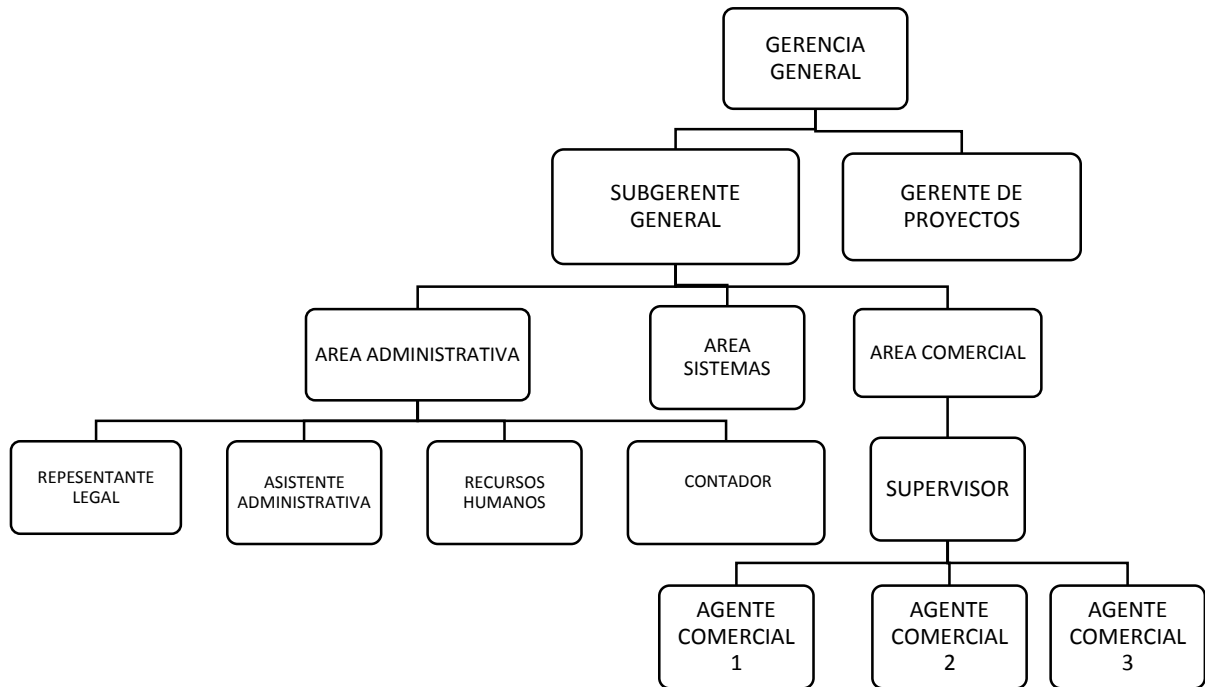 GERENCIA
GENERAL
SUBGERENTE
GENERAL
GERENTE DE
PROYECTOS
AREA ADMINISTRATIVA
AREA
SISTEMAS
AREA COMERCIAL
REPESENTANTE
LEGAL
ASISTENTE
ADMINISTRATIVA
RECURSOS
HUMANOS
CONTADOR
SUPERVISOR
AGENTE
COMERCIAL
1
AGENTE
COMERCIAL
2
AGENTE
COMERCIAL
3